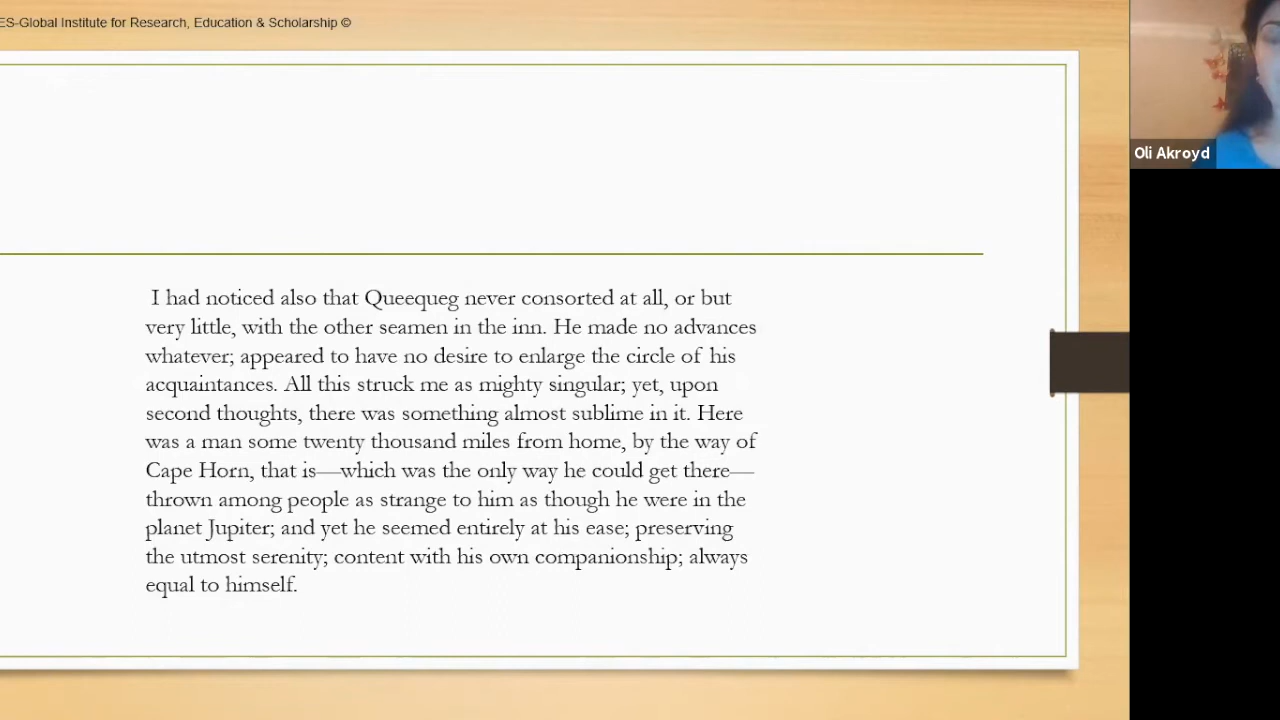 ES-Global Institute for Research, Education & Scholarship ©
Oli Akroyd
I had noticed also that Queequeg never consorted at all, or but
very little, with the other seamen in the inn. He made no advances
whatever; appeared to have no desire to enlarge the circle of his
acquaintances. All this struck me as mighty singular; yet, upon
second thoughts, there was something almost sublime in it. Here
was a man some twenty thousand miles from home, by the way of
Cape Horn, that is—which was the only way he could get there—
thrown among people as strange to him as though he were in the
planet Jupiter; and yet he seemed entirely at his ease; preserving
the utmost serenity; content with his own companionship; always
equal to himself.